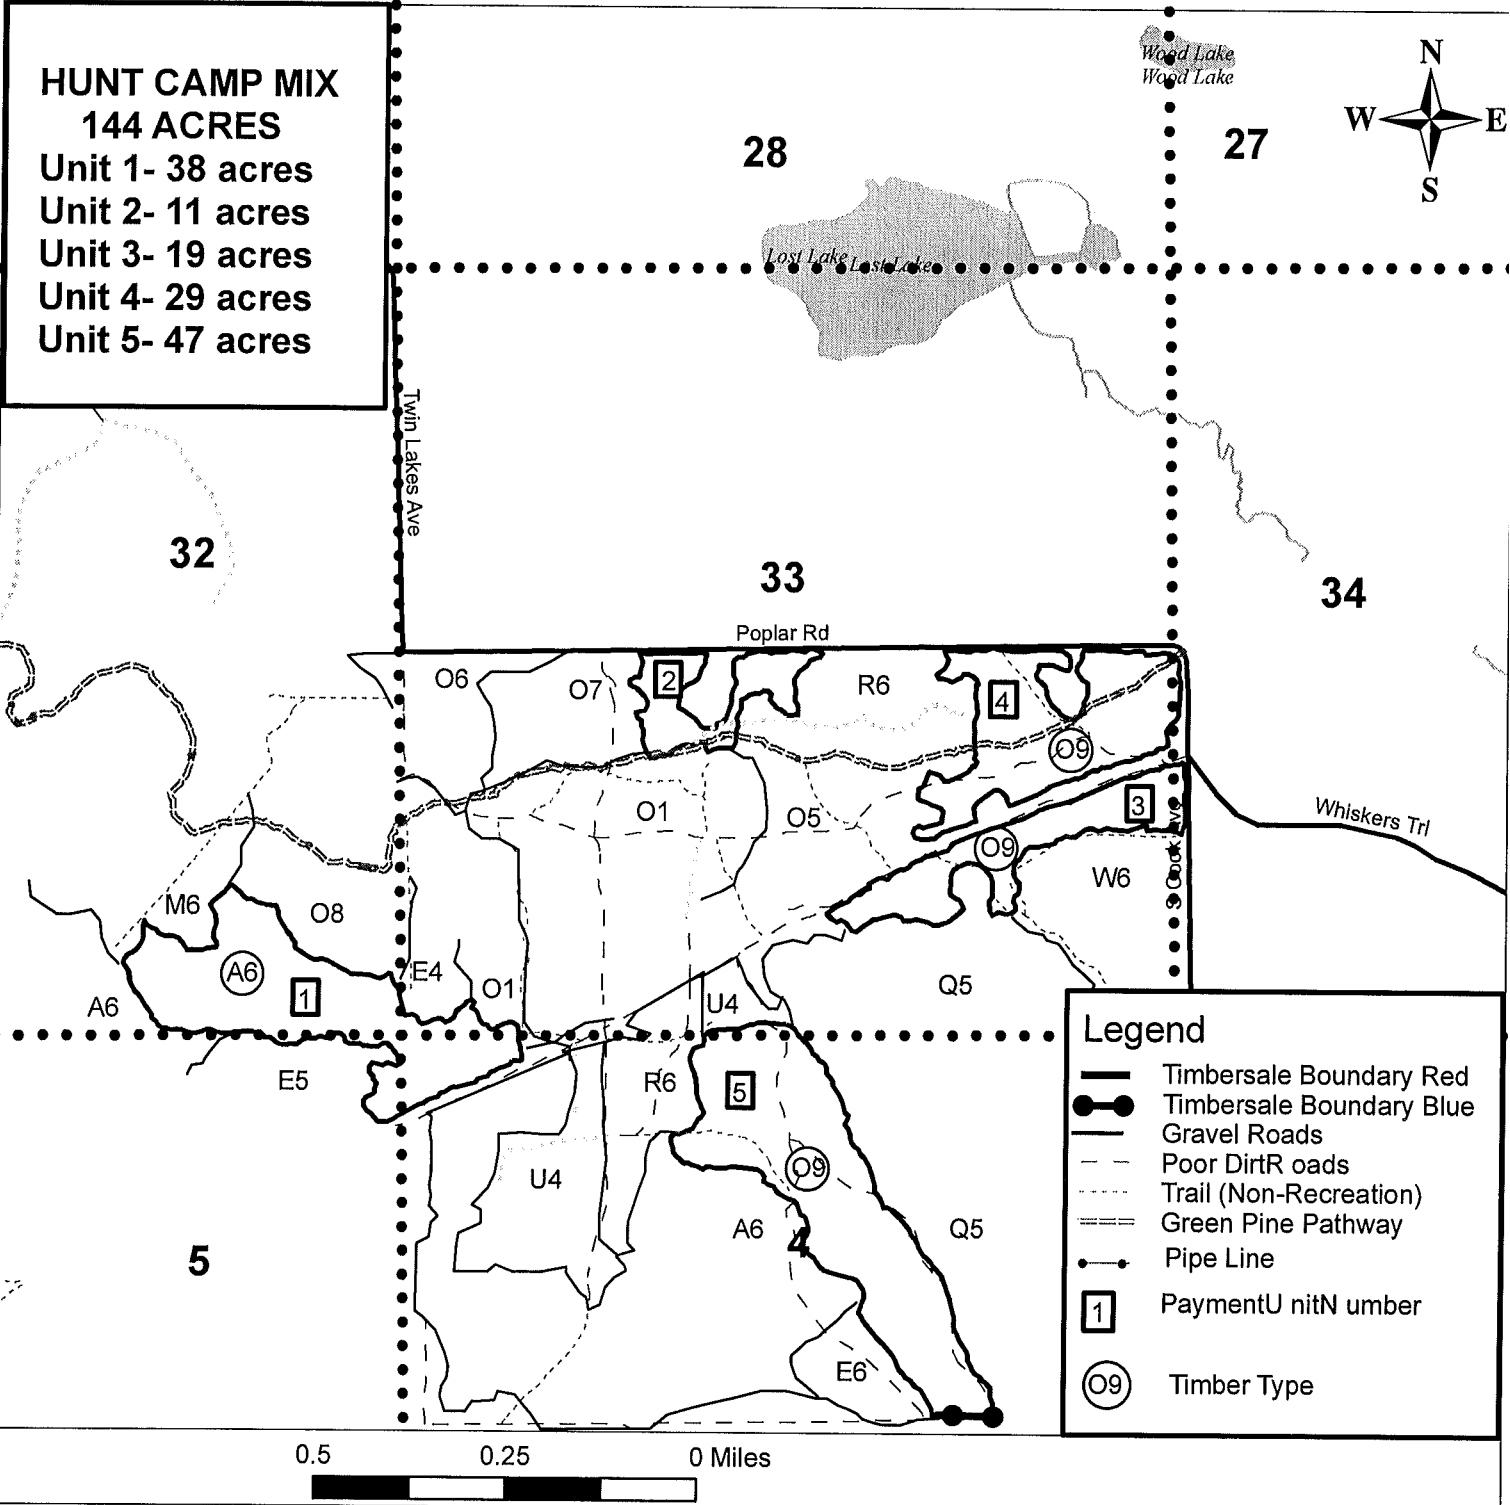 HUNT CAMP MIX
144 ACRES
Unit 1- 38 acres
Unit 2- 11 acres
Unit 3- 19 acres
Unit 4- 29 acres
Unit 5- 47 acres
Wood Lake
Wood Lake
N
W
E
S
28
27
Lost Lake
Lost Lake
Twin Lakes Ave
32
33
34
Poplar Rd
O6
O7
2
R6
4
O9
O1
O5
3
Whiskers Trl
O9
W6
S Cook Ave
M6
O8
A6
1
E4
O1
A6
Q5
U4
E5
R6
5
O9
U4
A6
4
Q5
5
E6
Legend
Timbersale Boundary Red
Timbersale Boundary Blue
Gravel Roads
Poor DirtR oads
Trail (Non-Recreation)
Green Pine Pathway
Pipe Line
1
PaymentU nitN umber
O9
Timber Type
0.5
0.25
0 Miles